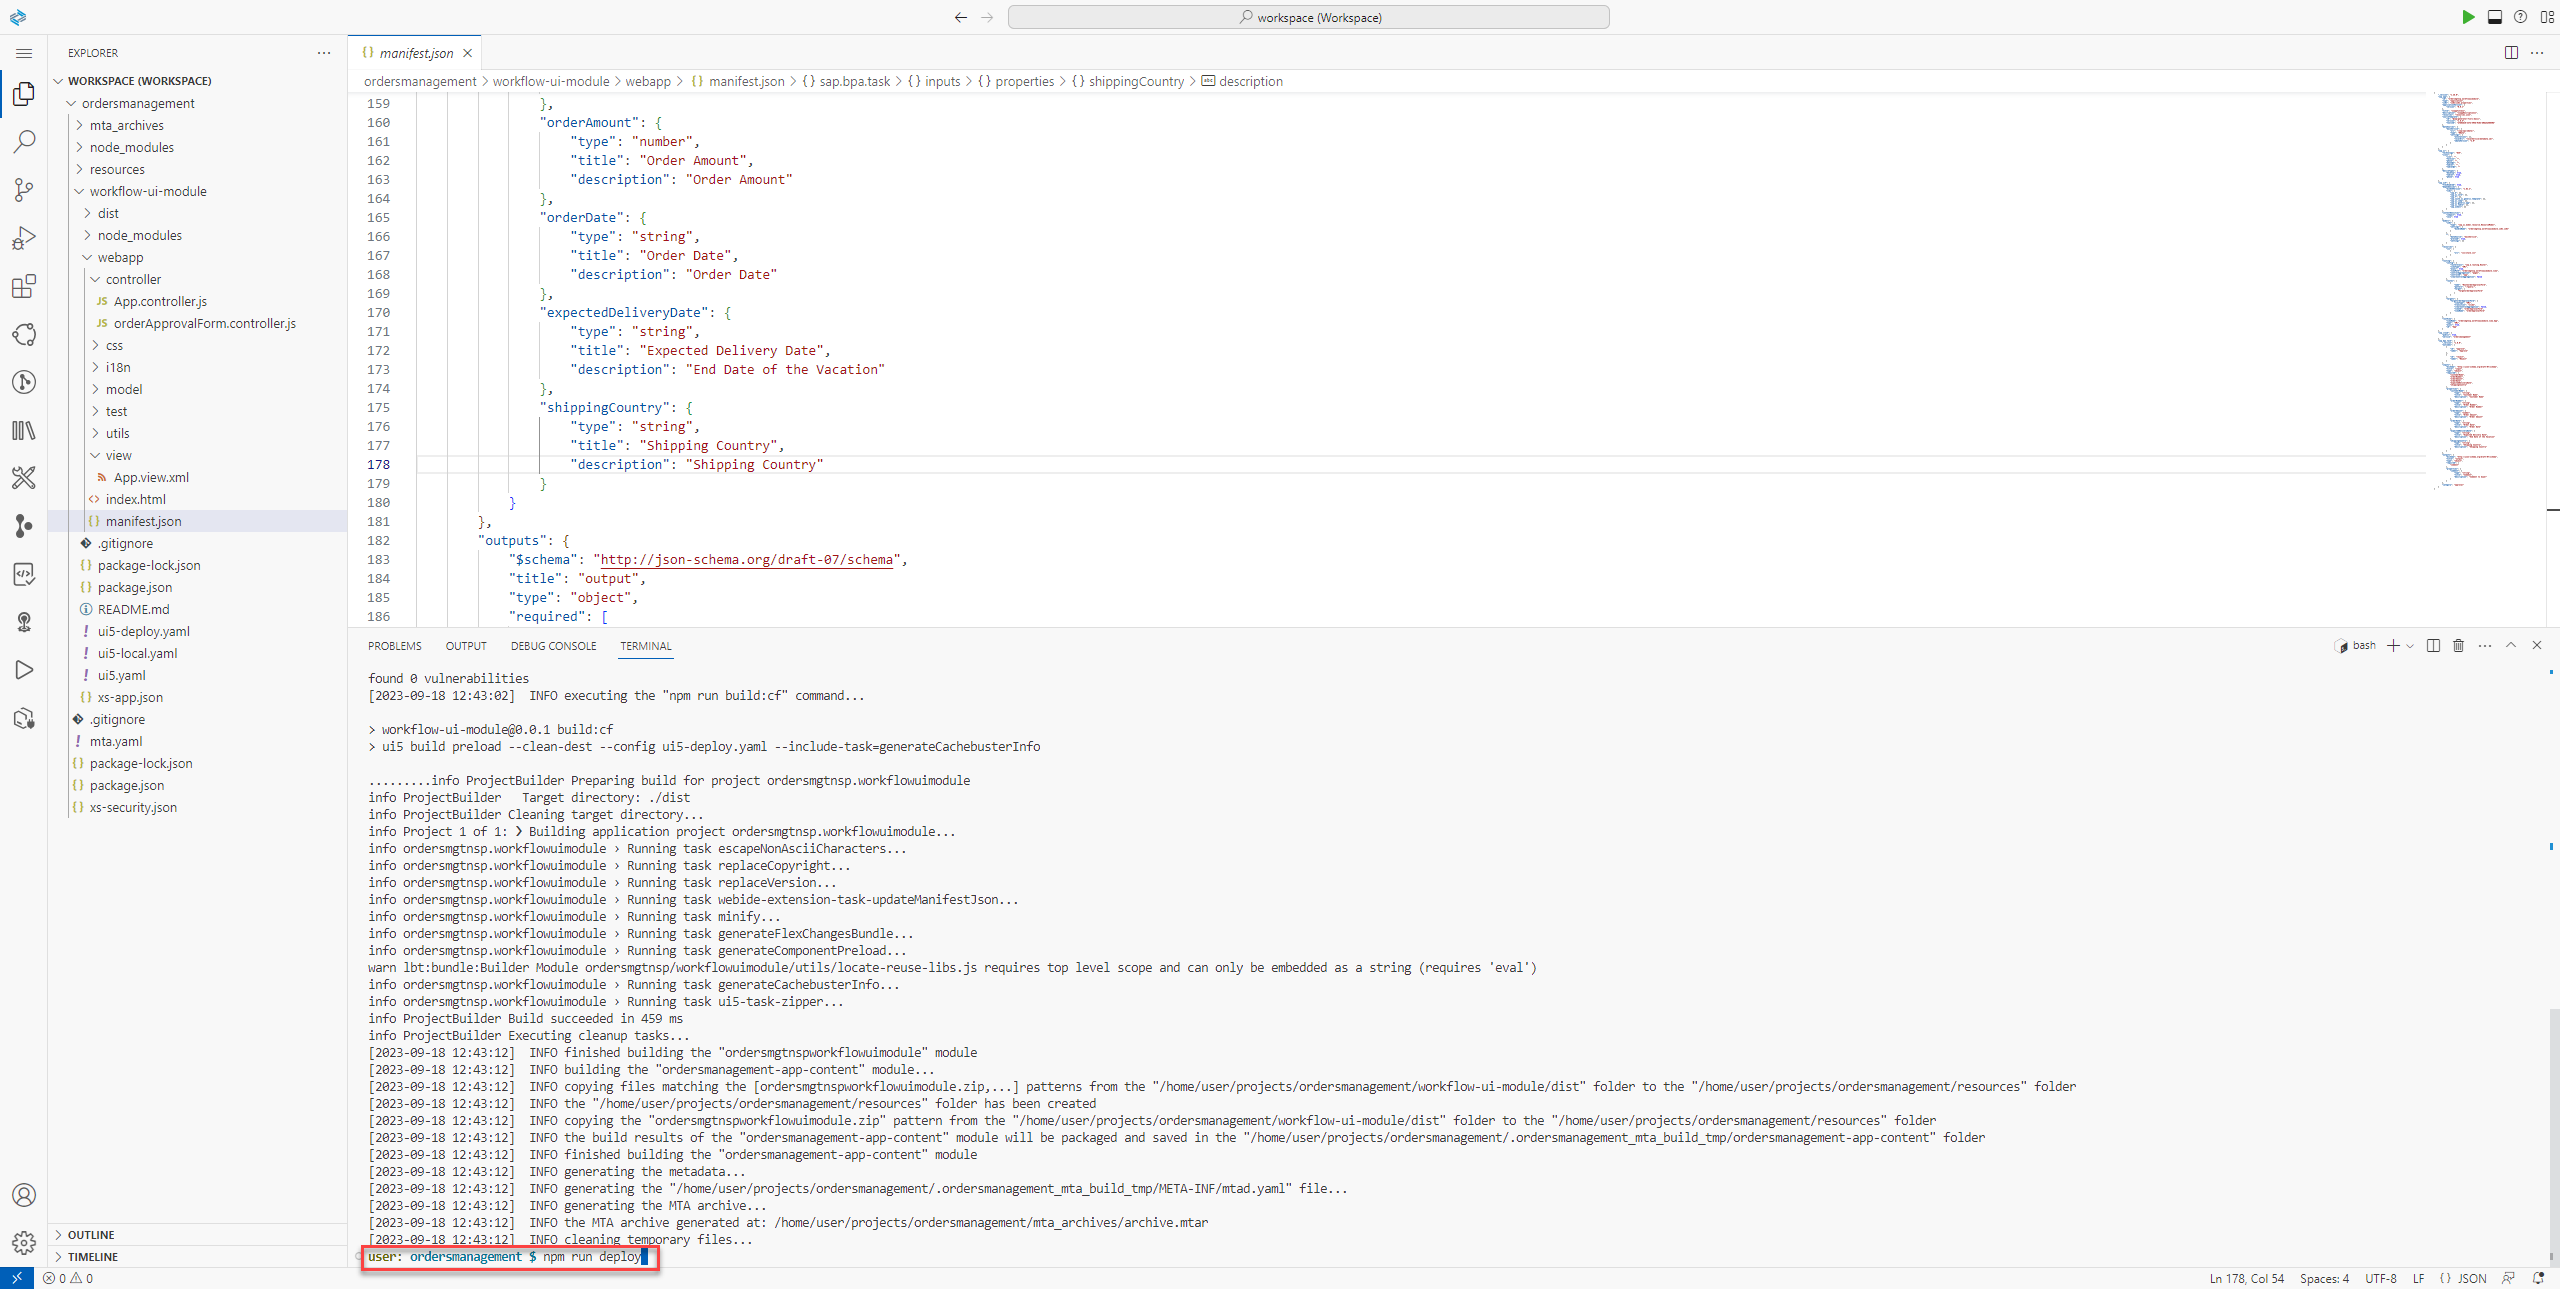 workspace (Workspace)
EXPLORER
WORKSPACE (WORKSPACE)
ordersmanagement
mta_archives
node_modules
resources
workflow-ui-module
dist
node_modules
webapp
controller
JS App.controller.js
JS orderApprovalForm.controller.js
css
i18n
model
test
utils
view
App.view.xml
<> index.html
{} manifest.json
.gitignore
{} package-lock.json
{} package.json
README.md
! ui5-deploy.yaml
! ui5-local.yaml
! ui5.yaml
{} xs-app.json
.gitignore
! mta.yaml
{} package-lock.json
{} package.json
{} xs-security.json
OUTLINE
TIMELINE
{} manifest.json
ordersmanagement > workflow-ui-module > webapp > {} manifest.json > {} sap.bpa.task > {} inputs > {} properties > {} shippingCountry > abc description
159 },
160 "orderAmount": {
161 "type": "number",
162 "title": "Order Amount",
163 "description": "Order Amount"
164 },
165 "orderDate": {
166 "type": "string",
167 "title": "Order Date",
168 "description": "Order Date"
169 },
170 "expectedDeliveryDate": {
171 "type": "string",
172 "title": "Expected Delivery Date",
173 "description": "End Date of the Vacation"
174 },
175 "shippingCountry": {
176 "type": "string",
177 "title": "Shipping Country",
178 "description": "Shipping Country"
179 }
180 }
181 },
182 "outputs": {
183 "$schema": "http://json-schema.org/draft-07/schema",
184 "title": "output",
185 "type": "object",
186 "required": [
PROBLEMS OUTPUT DEBUG CONSOLE TERMINAL
bash
found 0 vulnerabilities
[2023-09-18 12:43:02]  INFO executing the "npm run build:cf" command...
> workflow-ui-module@0.0.1 build:cf
> ui5 build preload --clean-dest --config ui5-deploy.yaml --include-task=generateCachebusterInfo
.........info ProjectBuilder Preparing build for project ordersmgtnsp.workflowuimodule
info ProjectBuilder   Target directory: ./dist
info ProjectBuilder Cleaning target directory...
info Project 1 of 1: ❯ Building application project ordersmgtnsp.workflowuimodule...
info ordersmgtnsp.workflowuimodule › Running task escapeNonAsciiCharacters...
info ordersmgtnsp.workflowuimodule › Running task replaceCopyright...
info ordersmgtnsp.workflowuimodule › Running task replaceVersion...
info ordersmgtnsp.workflowuimodule › Running task webide-extension-task-updateManifestJson...
info ordersmgtnsp.workflowuimodule › Running task minify...
info ordersmgtnsp.workflowuimodule › Running task generateFlexChangesBundle...
info ordersmgtnsp.workflowuimodule › Running task generateComponentPreload...
warn lbt:bundle:Builder Module ordersmgtnsp/workflowuimodule/utils/locate-reuse-libs.js requires top level scope and can only be embedded as a string (requires 'eval')
info ordersmgtnsp.workflowuimodule › Running task generateCachebusterInfo...
info ordersmgtnsp.workflowuimodule › Running task ui5-task-zipper...
info ProjectBuilder Build succeeded in 459 ms
info ProjectBuilder Executing cleanup tasks...
[2023-09-18 12:43:12]  INFO finished building the "ordersmgtnspworkflowuimodule" module
[2023-09-18 12:43:12]  INFO building the "ordersmanagement-app-content" module...
[2023-09-18 12:43:12]  INFO copying files matching the [ordersmgtnspworkflowuimodule.zip,...] patterns from the "/home/user/projects/ordersmanagement/workflow-ui-module/dist" folder to the "/home/user/projects/ordersmanagement/resources" folder
[2023-09-18 12:43:12]  INFO the "/home/user/projects/ordersmanagement/resources" folder has been created
[2023-09-18 12:43:12]  INFO copying the "ordersmgtnspworkflowuimodule.zip" pattern from the "/home/user/projects/ordersmanagement/workflow-ui-module/dist" folder to the "/home/user/projects/ordersmanagement/resources" folder
[2023-09-18 12:43:12]  INFO the build results of the "ordersmanagement-app-content" module will be packaged and saved in the "/home/user/projects/ordersmanagement/.ordersmanagement_mta_build_tmp/ordersmanagement-app-content" folder
[2023-09-18 12:43:12]  INFO finished building the "ordersmanagement-app-content" module
[2023-09-18 12:43:12]  INFO generating the metadata...
[2023-09-18 12:43:12]  INFO generating the "/home/user/projects/ordersmanagement/.ordersmanagement_mta_build_tmp/META-INF/mtad.yaml" file...
[2023-09-18 12:43:12]  INFO generating the MTA archive...
[2023-09-18 12:43:12]  INFO the MTA archive generated at: /home/user/projects/ordersmanagement/mta_archives/archive.mtar
[2023-09-18 12:43:12]  INFO cleaning temporary files...
user: ordersmanagement $ npm run deploy
0 0
Ln 178, Col 54 Spaces: 4 UTF-8 LF {} JSON